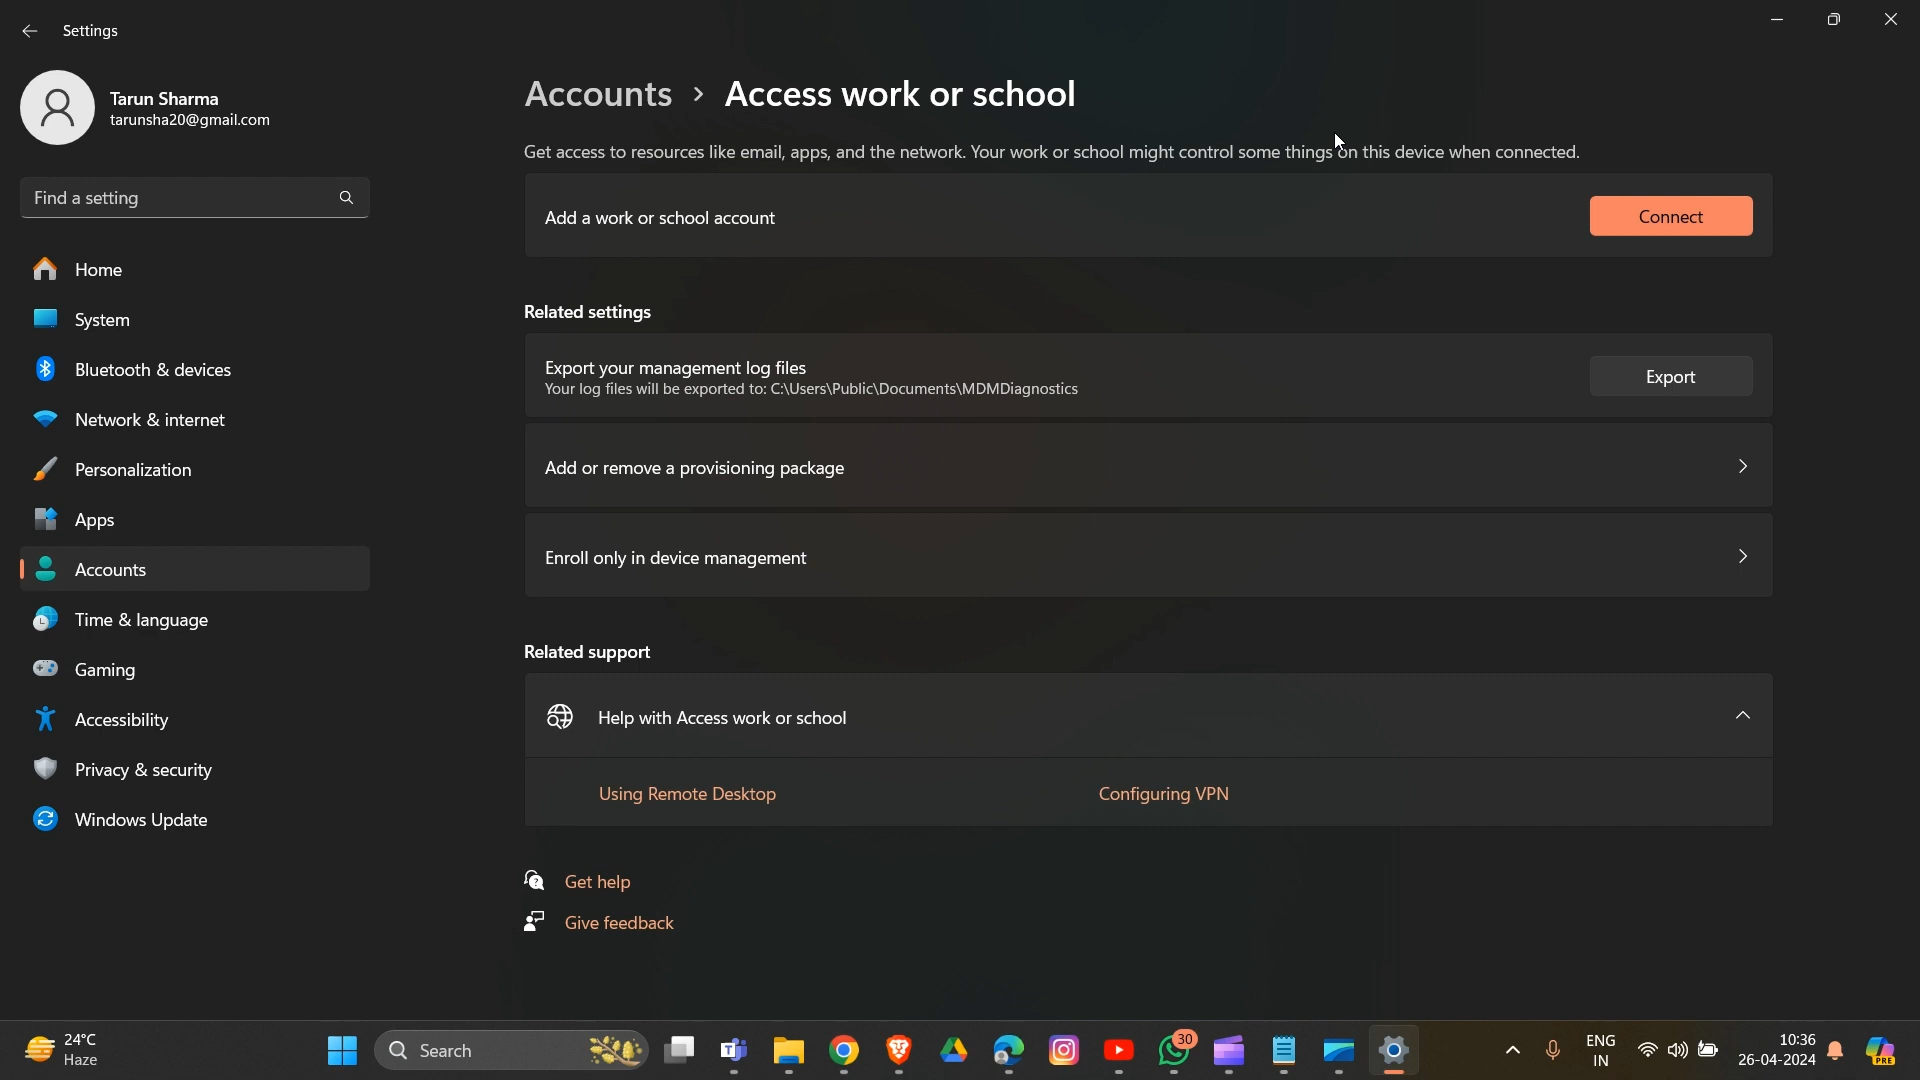 Settings
Tarun Sharma
tarunsha20@gmail.com
Find a setting
Home
System
Bluetooth & devices
Network & internet
Personalization
Apps
Accounts
Time & language
Gaming
Accessibility
Privacy & security
Windows Update
Accounts > Access work or school
Get access to resources like email, apps, and the network. Your work or school might control some things on this device when connected.
Add a work or school account
Connect
Related settings
Export your management log files
Your log files will be exported to: C:\Users\Public\Documents\MDMDiagnostics
Export
Add or remove a provisioning package
Enroll only in device management
Related support
Help with Access work or school
Using Remote Desktop
Configuring VPN
Get help
Give feedback
24°C
Haze
Search
30
ENG
IN
10:36
26-04-2024
PRE